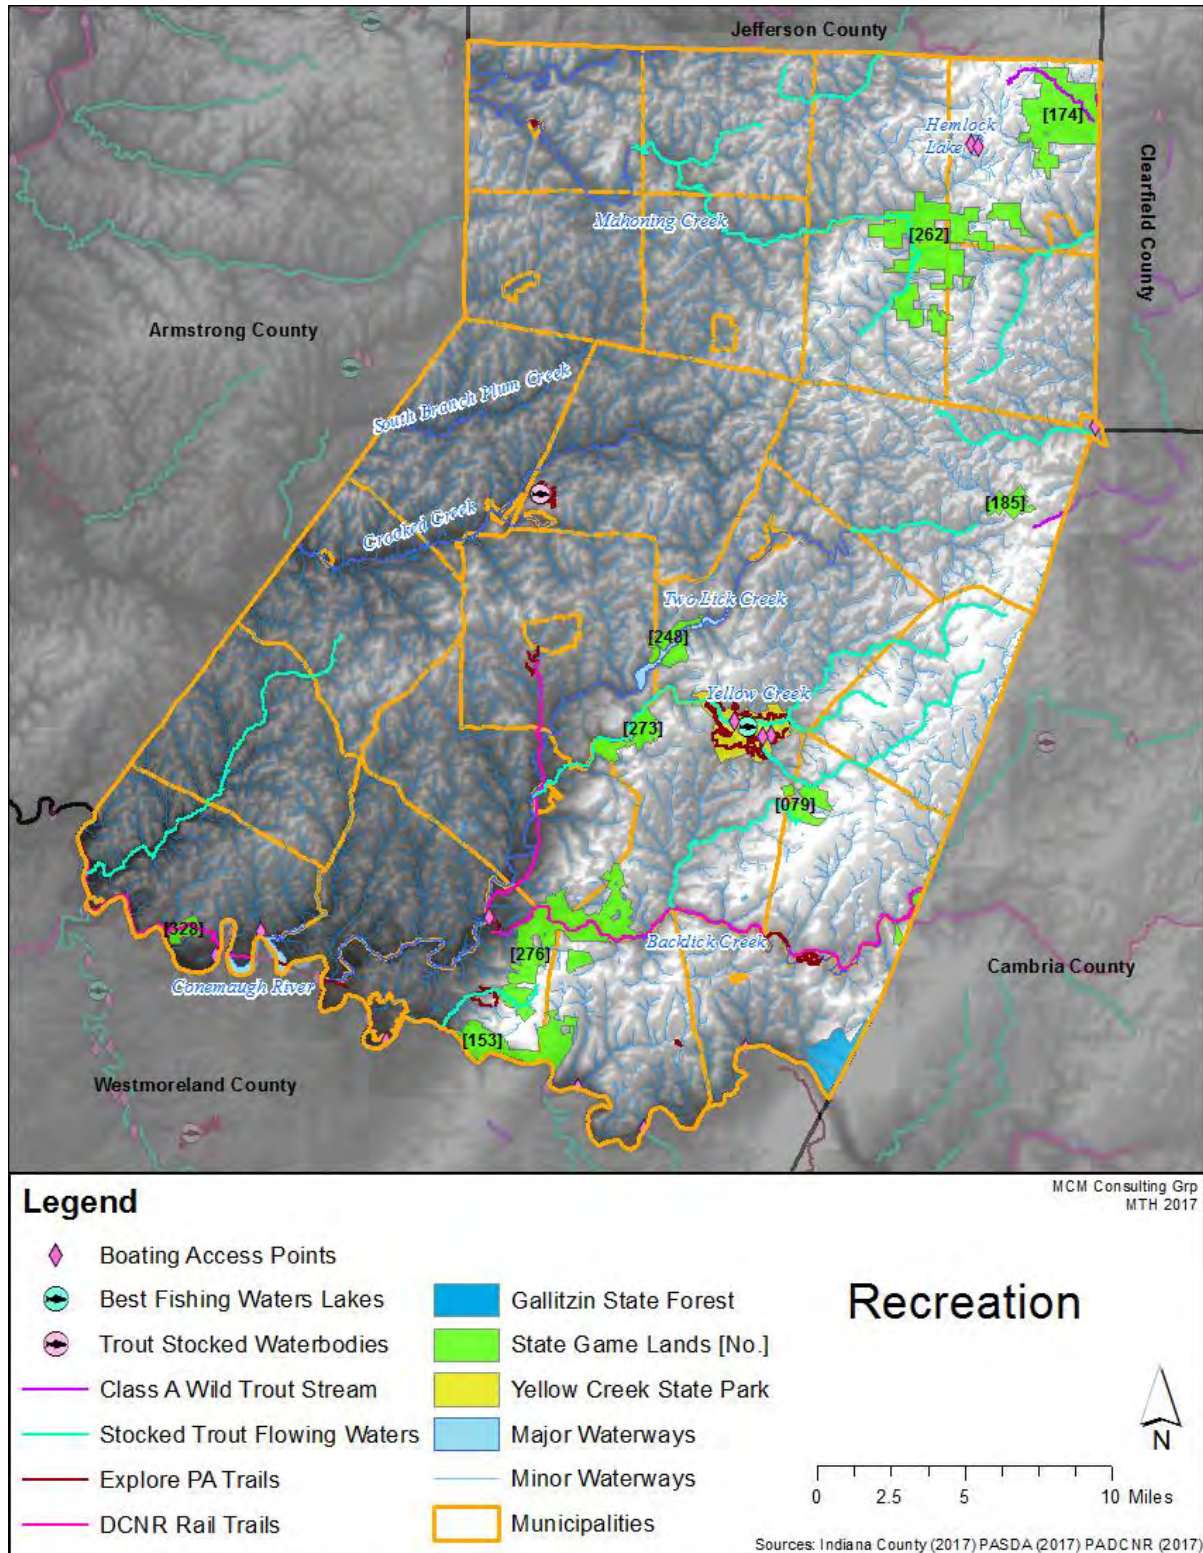 Jefferson County
[174]
Hemlock
Lake
Clearfield County
Mahoning Creek
[262]
Armstrong County
South Branch Plum Creek
[185]
Crooked Creek
Two Lick Creek
[248]
Yellow Creek
[273]
[079]
[328]
[276]
Backlick Creek
Cambria County
Conemaugh River
[153]
Westmoreland County
Legend
MCM Consulting Grp
MTH 2017
Boating Access Points
Best Fishing Waters Lakes
Trout Stocked Waterbodies
Class A Wild Trout Stream
Stocked Trout Flowing Waters
Explore PA Trails
DCNR Rail Trails
Gallitzin State Forest
State Game Lands [No.]
Yellow Creek State Park
Major Waterways
Minor Waterways
Municipalities
Recreation
N
0 2.5 5 10 Miles
Sources: Indiana County (2017) PASDA (2017) PADCNR (2017)